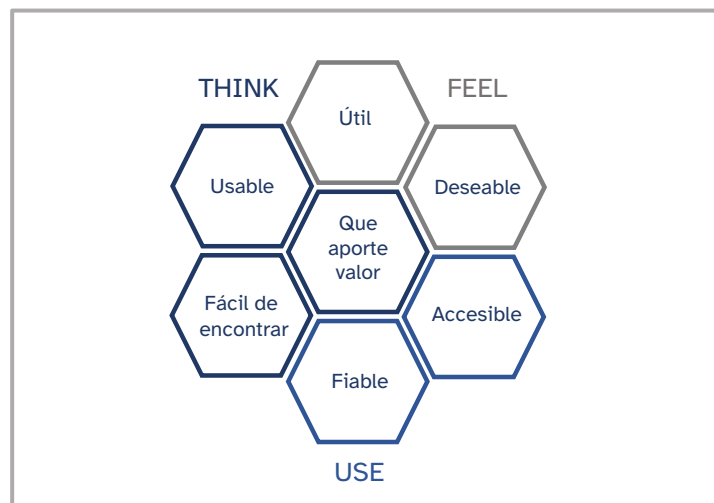 THINK
FEEL
Útil
Usable
Deseable
Que
aporte
valor
Fácil de
encontrar
Accesible
Fiable
USE